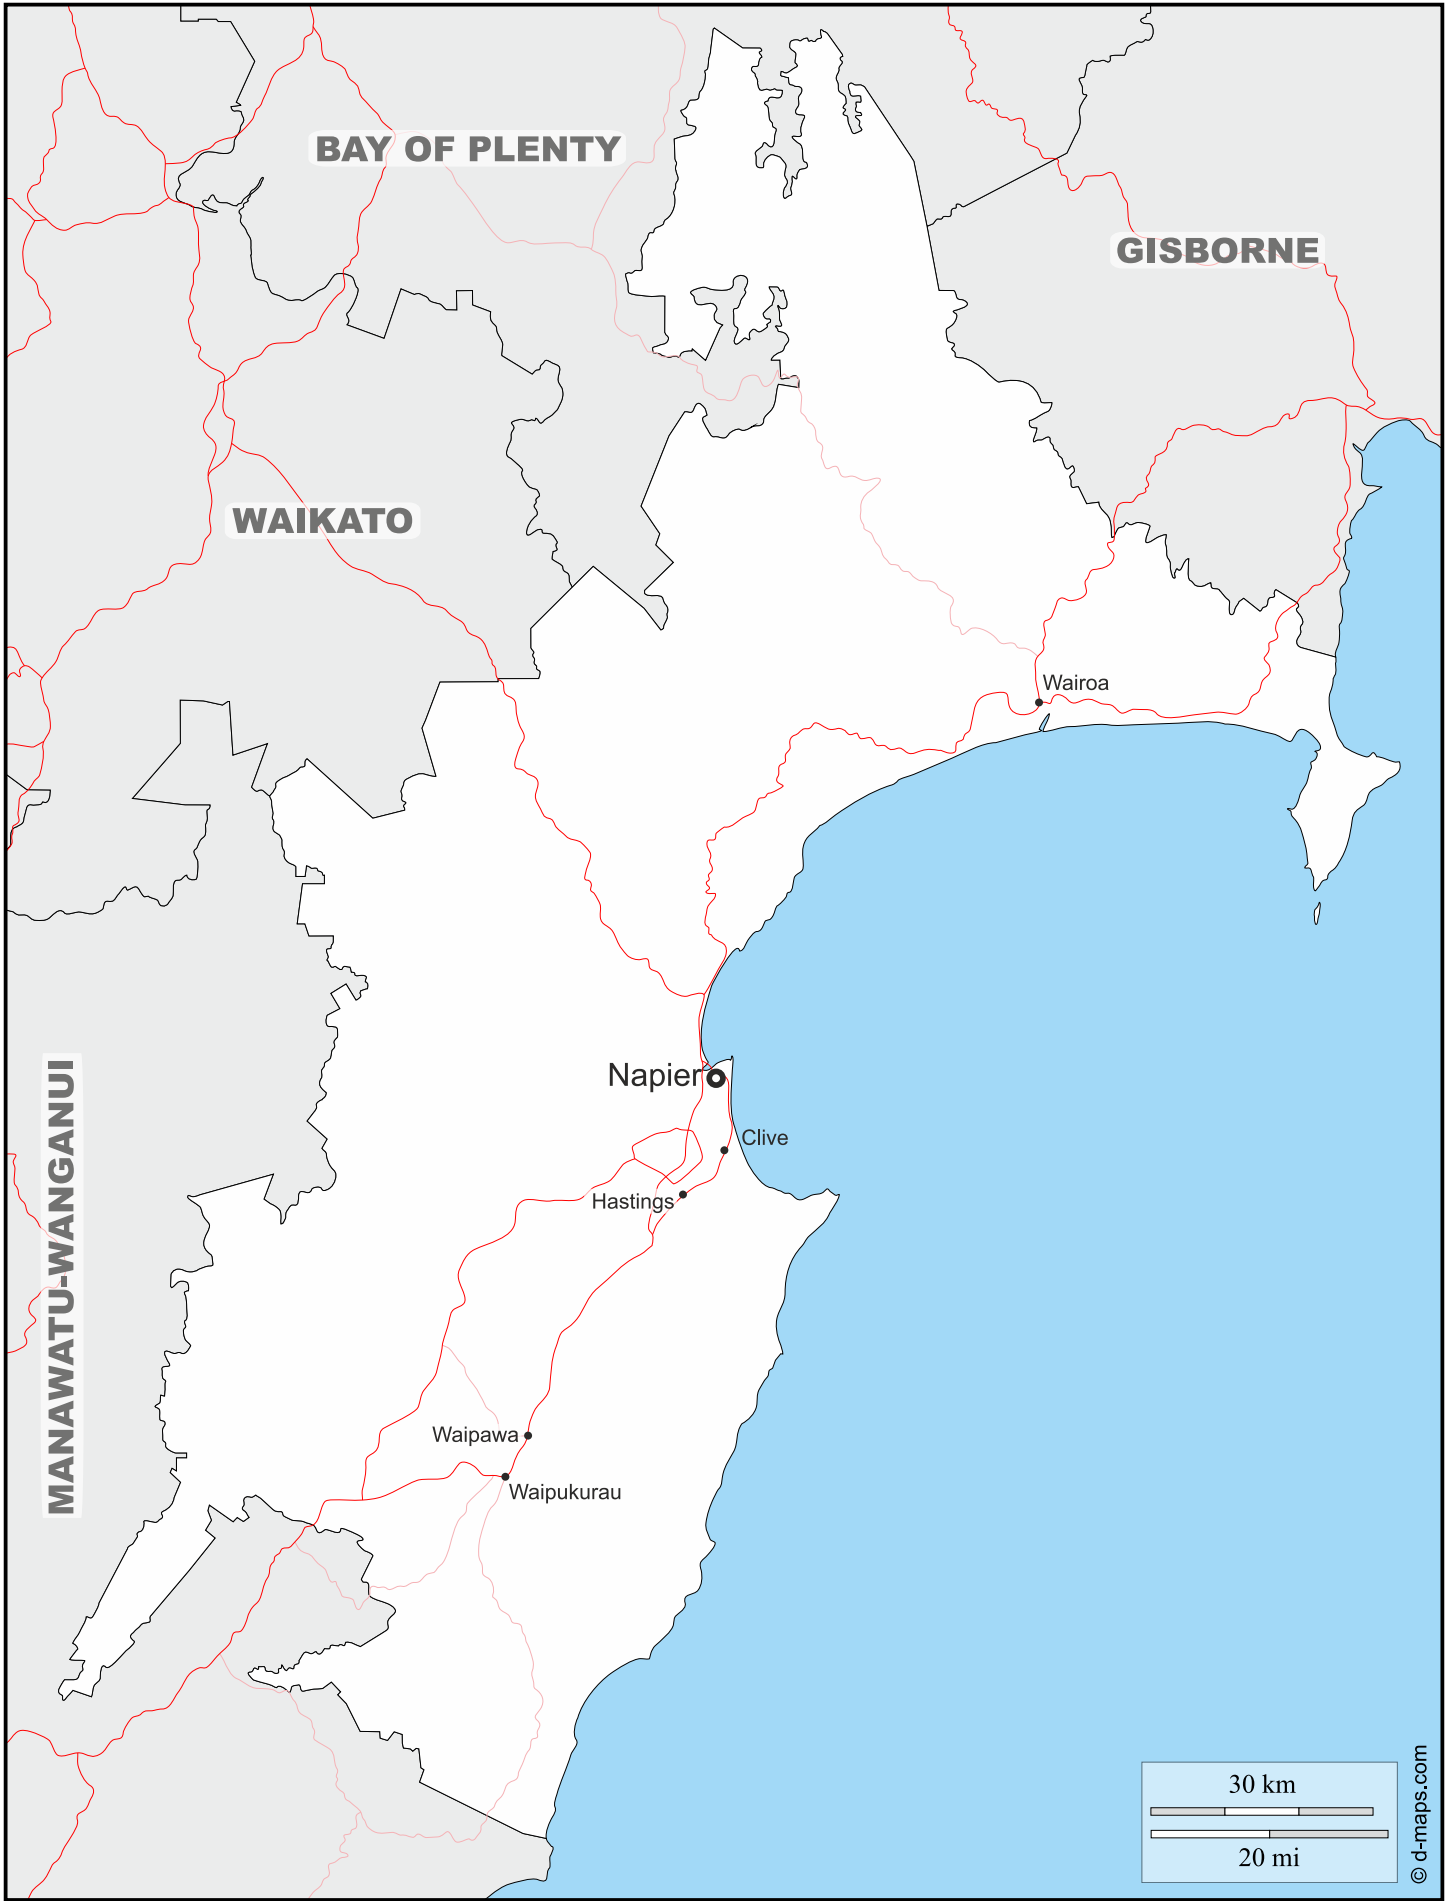 BAY OF PLENTY
GISBORNE
WAIKATO
Wairoa
MANAWATU-WANGANUI
Napier
Clive
Hastings
Waipawa
Waipukurau
30 km
20 mi
© d-maps.com